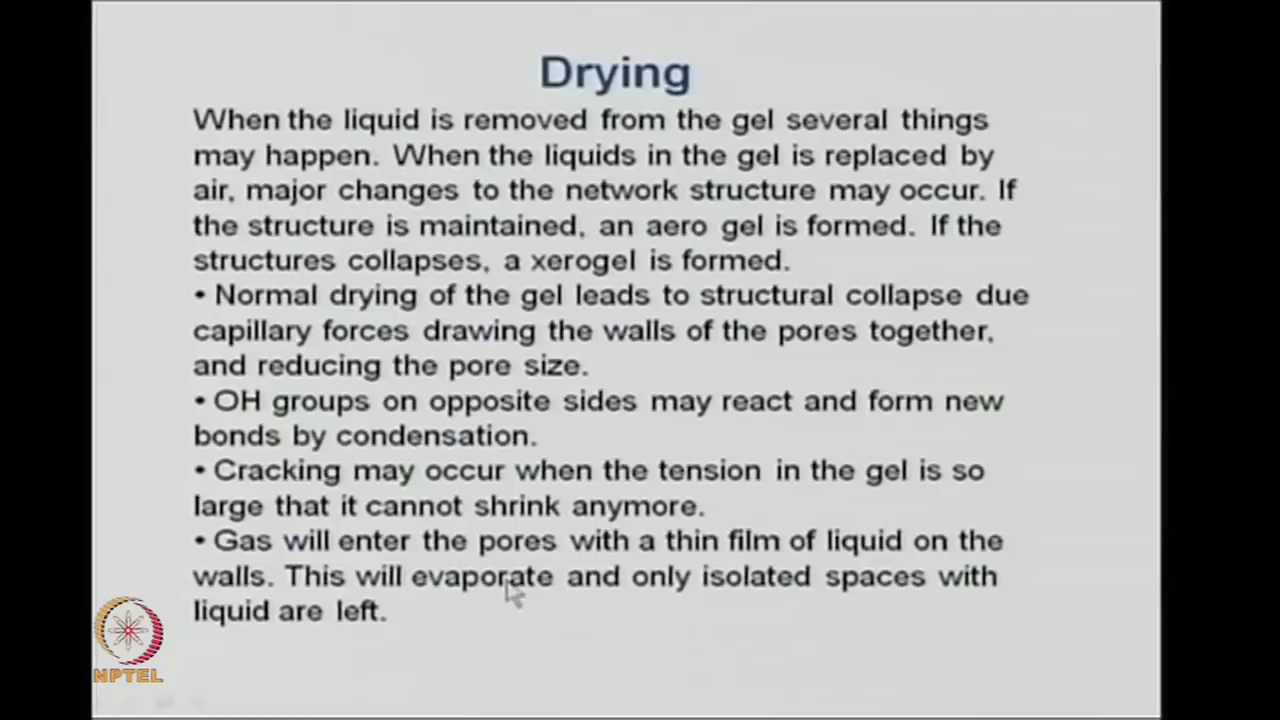 Drying
When the liquid is removed from the gel several things
may happen. When the liquids in the gel is replaced by
air, major changes to the network structure may occur. If
the structure is maintained, an aero gel is formed. If the
structures collapses, a xerogel is formed.
• Normal drying of the gel leads to structural collapse due
capillary forces drawing the walls of the pores together,
and reducing the pore size.
• OH groups on opposite sides may react and form new
bonds by condensation.
• Cracking may occur when the tension in the gel is so
large that it cannot shrink anymore.
• Gas will enter the pores with a thin film of liquid on the
walls. This will evaporate and only isolated spaces with
liquid are left.
NPTEL